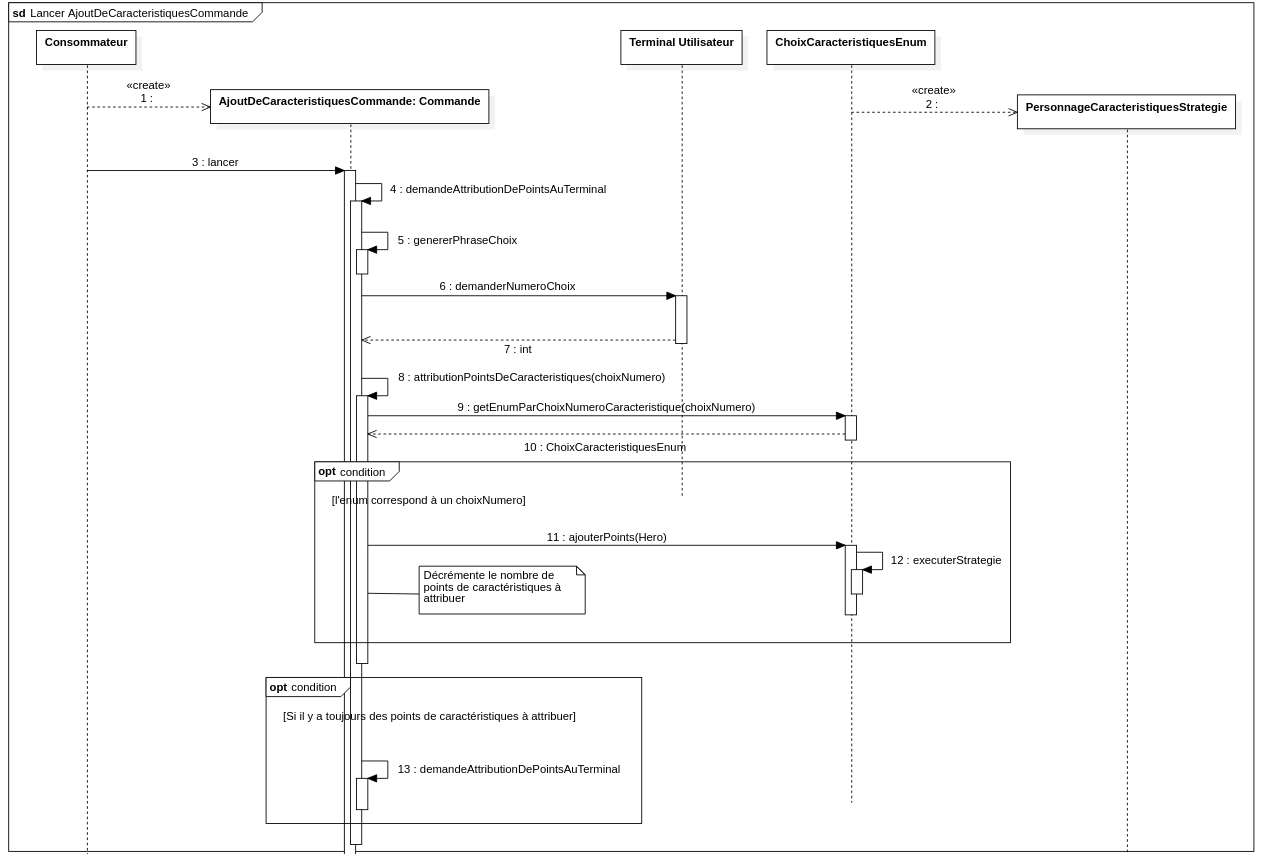 sd Lancer AjoutDeCaracteristiquesCommande
Consommateur
Terminal Utilisateur
ChoixCaracteristiquesEnum
«create»
1 :
AjoutDeCaracteristiquesCommande: Commande
«create»
2 :
PersonnageCaracteristiquesStrategie
3 : lancer
4 : demandeAttributionDePointsAuTerminal
5 : genererPhraseChoix
6 : demanderNumeroChoix
7 : int
8 : attributionPointsDeCaracteristiques(choixNumero)
9 : getEnumParChoixNumeroCaracteristique(choixNumero)
10 : ChoixCaracteristiquesEnum
opt condition
[l'enum correspond à un choixNumero]
11 : ajouterPoints(Hero)
12 : executerStrategie
Décrémente le nombre de
points de caractéristiques à
attribuer
opt condition
[Si il y a toujours des points de caractéristiques à attribuer]
13 : demandeAttributionDePointsAuTerminal